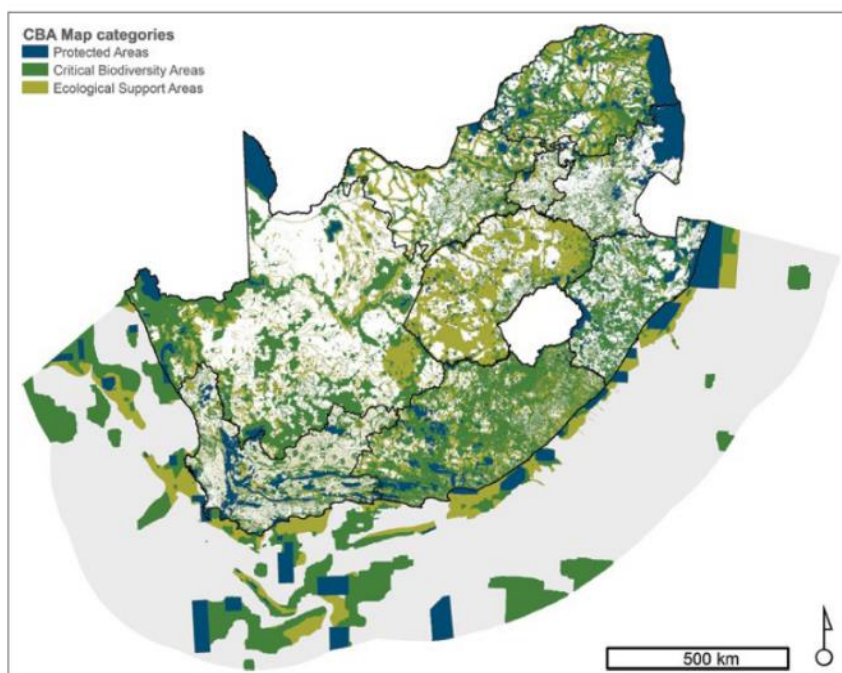 CBA Map categories
Protected Areas
Critical Biodiversity Areas
Ecological Support Areas
500 km